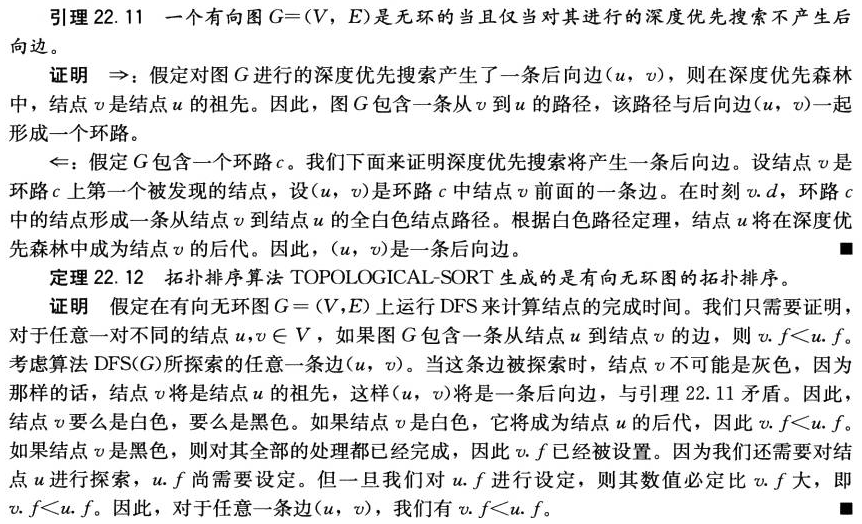 引理 22.11 一个有向图 G=(V, E)是无环的当且仅当对其进行的深度优先搜索不产生后
向边。
证明 ⇒：假定对图 G 进行的深度优先搜索产生了一条后向边(u, v)，则在深度优先森林
中，结点 v 是结点 u 的祖先。因此，图 G 包含一条从 v 到 u 的路径，该路径与后向边(u, v)一起
形成一个环路。
⇐：假定 G 包含一个环路 c。我们下面来证明深度优先搜索将产生一条后向边。设结点 v 是
环路 c 上第一个被发现的结点，设(u, v)是环路 c 中结点 v 前面的一条边。在时刻 v.d，环路 c
中的结点形成一条从结点 v 到结点 u 的全白色结点路径。根据白色路径定理，结点 u 将在深度优
先森林中成为结点 v 的后代。因此，(u, v)是一条后向边。 ■
定理 22.12 拓扑排序算法 TOPOLOGICAL-SORT 生成的是有向无环图的拓扑排序。
证明 假定在有向无环图 G = (V,E) 上运行 DFS 来计算结点的完成时间。我们只需要证明，
对于任意一对不同的结点 u,v ∈ V，如果图 G 包含一条从结点 u 到结点 v 的边，则 v.f<u.f。
考虑算法 DFS(G)所探索的任意一条边(u, v)。当这条边被探索时，结点 v 不可能是灰色，因为
那样的话，结点 v 将是结点 u 的祖先，这样(u, v)将是一条后向边，与引理 22.11 矛盾。因此，
结点 v 要么是白色，要么是黑色。如果结点 v 是白色，它将成为结点 u 的后代，因此 v.f<u.f。
如果结点 v 是黑色，则对其全部的处理都已经完成，因此 v.f 已经被设置。因为我们还需要对结
点 u 进行探索，u.f 尚需要设定。但一旦我们对 u.f 进行设定，则其数值必定比 v.f 大，即
v.f<u.f。因此，对于任意一条边(u, v)，我们有 v.f<u.f。 ■